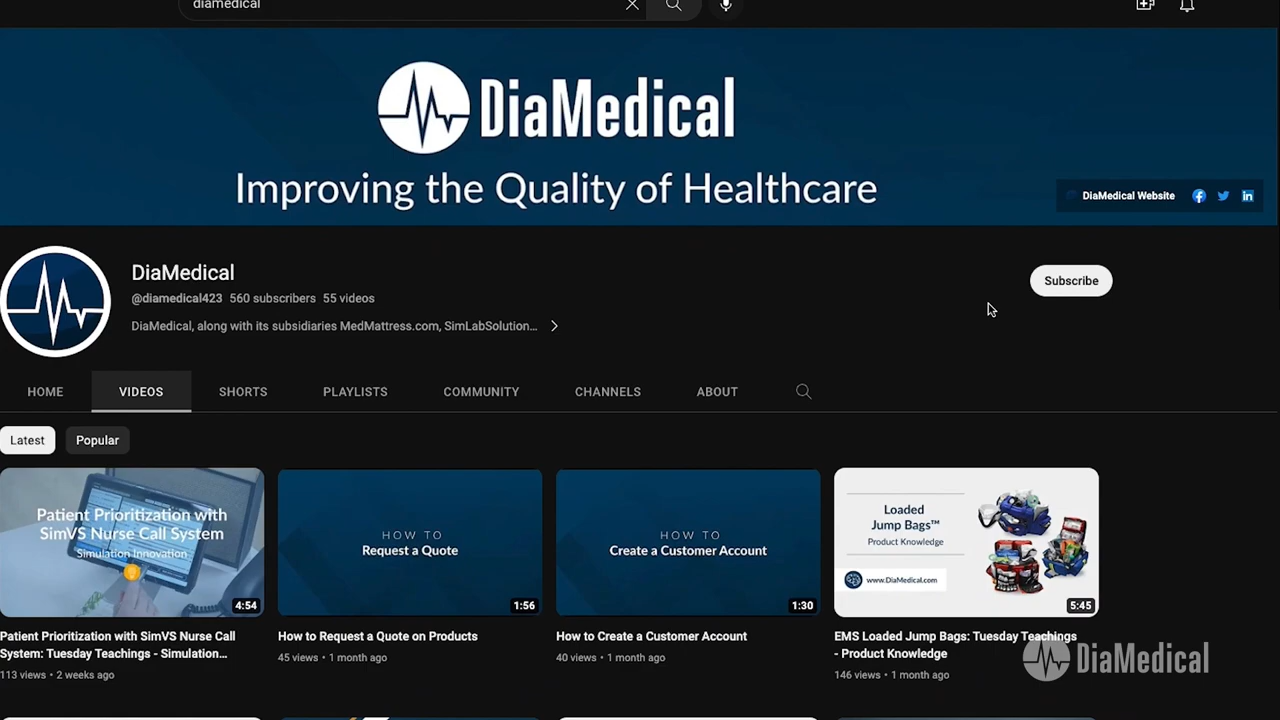 diamedical
DiaMedical
Improving the Quality of Healthcare
DiaMedical Website
DiaMedical
@diamedical423 560 subscribers 55 videos
DiaMedical, along with its subsidiaries MedMattress.com, SimLabSolution...
Subscribe
HOME VIDEOS SHORTS PLAYLISTS COMMUNITY CHANNELS ABOUT
Latest Popular
Patient Prioritization with
SimVS Nurse Call System
Simulation Innovation
4:54
HOW TO
Request a Quote
1:56
HOW TO
Create a Customer Account
1:30
Loaded
Jump Bags™
Product Knowledge
www.DiaMedical.com
5:45
Patient Prioritization with SimVS Nurse Call
System: Tuesday Teachings - Simulation...
113 views • 2 weeks ago
How to Request a Quote on Products
45 views • 1 month ago
How to Create a Customer Account
40 views • 1 month ago
EMS Loaded Jump Bags: Tuesday Teachings
- Product Knowledge
146 views • 1 month ago
DiaMedical